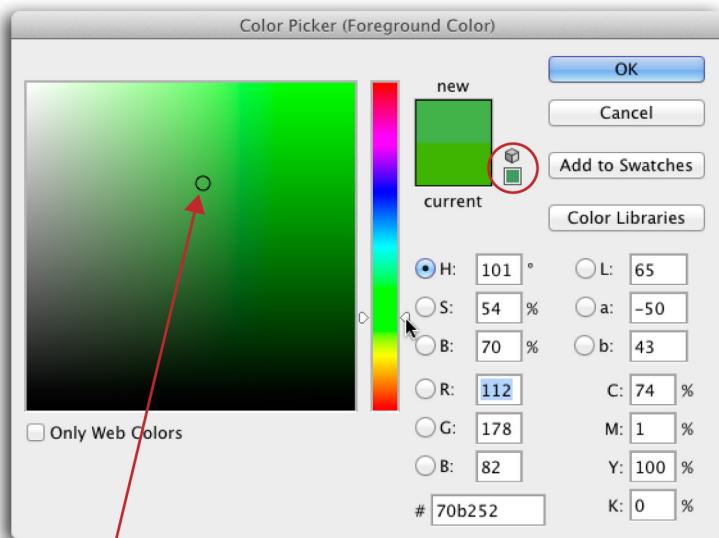 Color Picker (Foreground Color)
new
current
OK
Cancel
Add to Swatches
Color Libraries
H: 101 °
S: 54 %
B: 70 %
R: 112
G: 178
B: 82
# 70b252
L: 65
a: -50
b: 43
C: 74 %
M: 1 %
Y: 100 %
K: 0 %
Only Web Colors